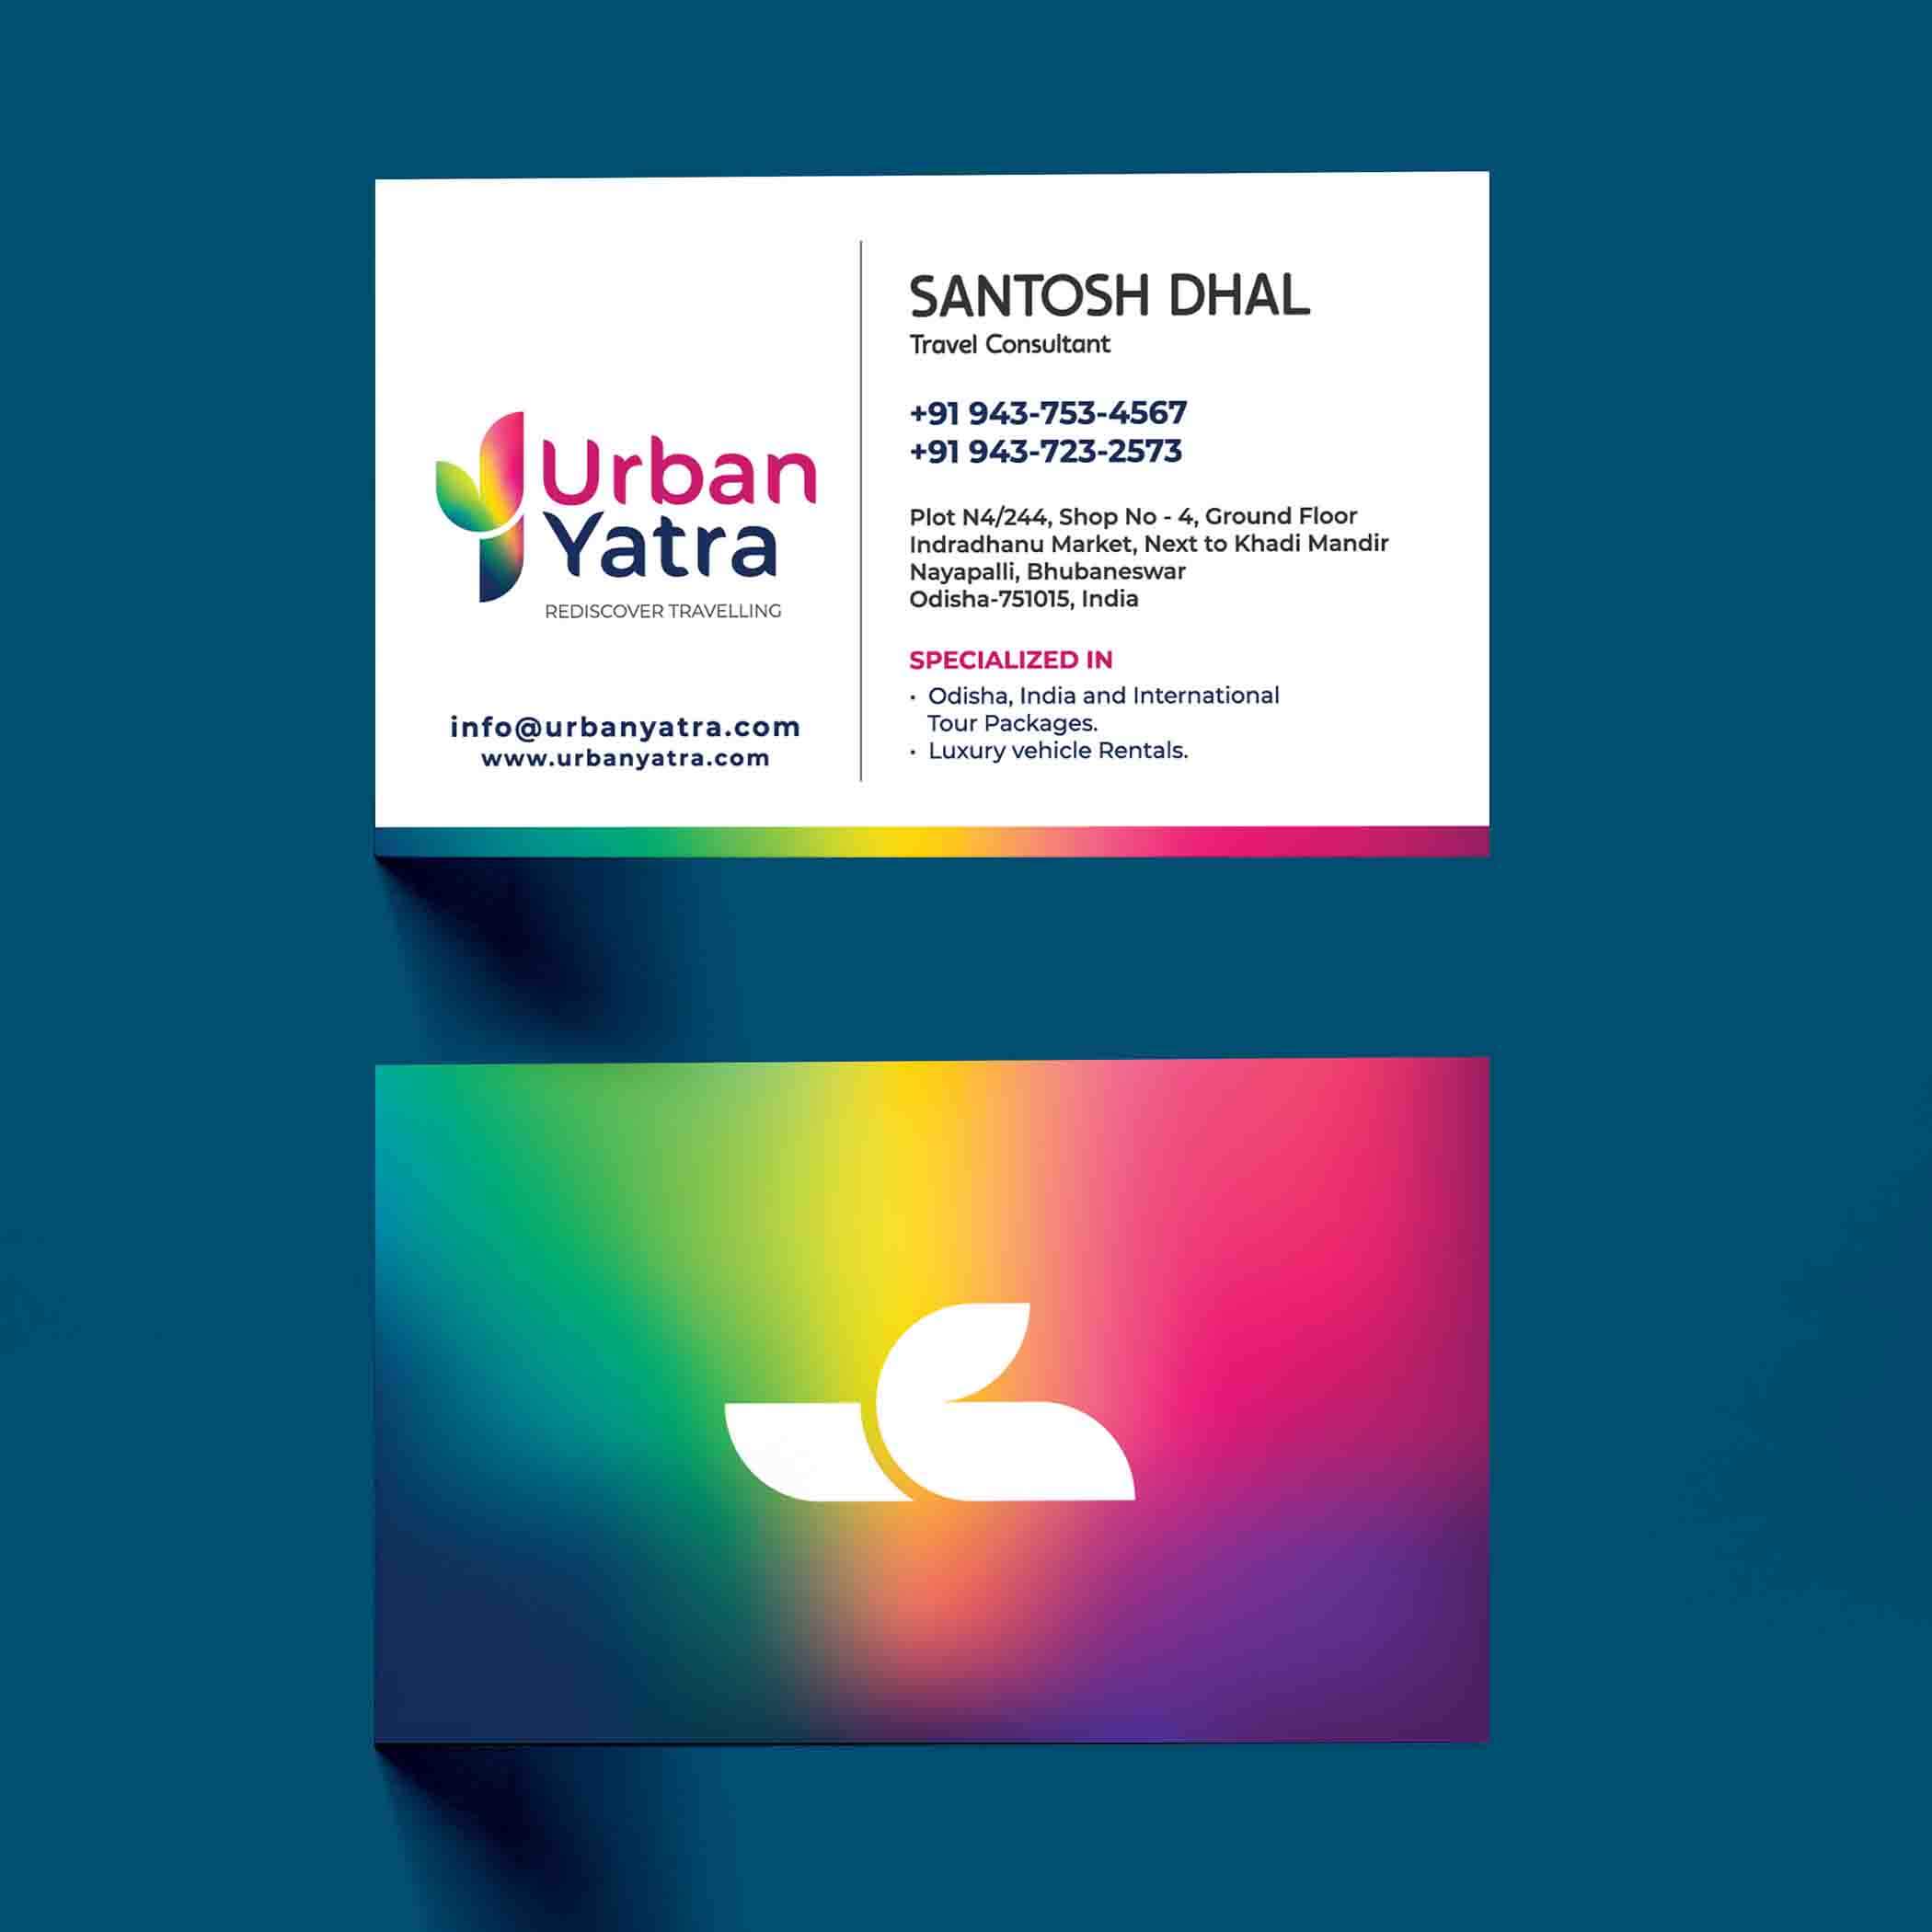 Urban
Yatra
REDISCOVER TRAVELLING
info@urbanyatra.com
www.urbanyatra.com
SANTOSH DHAL
Travel Consultant
+91 943-753-4567
+91 943-723-2573
Plot N4/244, Shop No - 4, Ground Floor
Indradhanu Market, Next to Khadi Mandir
Nayapalli, Bhubaneswar
Odisha-751015, India
SPECIALIZED IN
• Odisha, India and International
Tour Packages.
• Luxury vehicle Rentals.